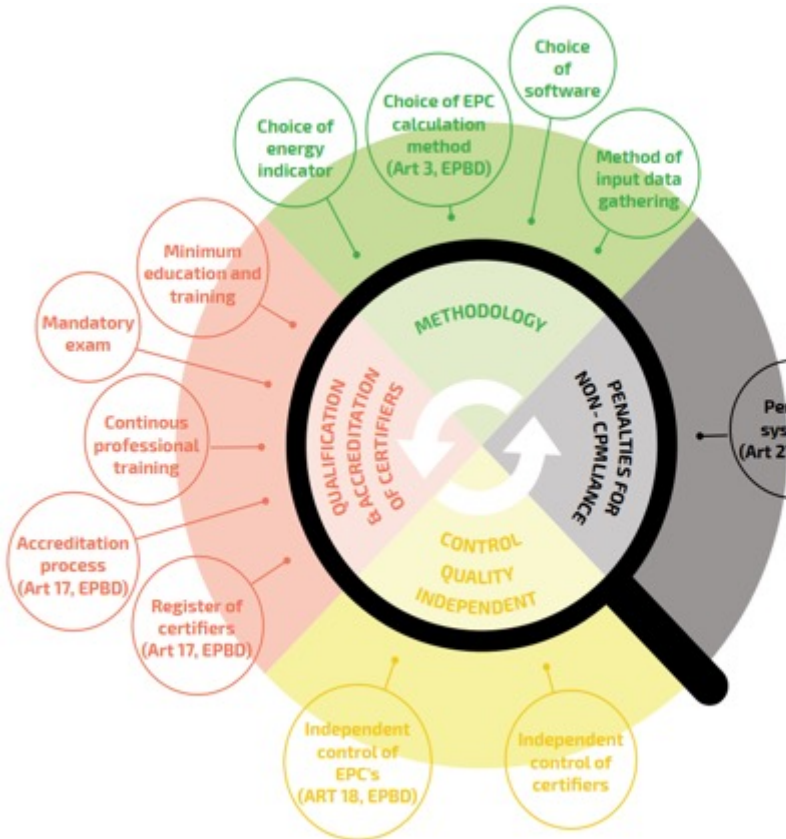 Choice
of
software
Choice of EPC
calculation
method
(Art 3, EPBD)
Choice of
energy
indicator
Method of
input data
gathering
Minimum
education and
training
Mandatory
exam
Continous
professional
training
Accreditation
process
(Art 17, EPBD)
Register of
certifiers
(Art 17, EPBD)
METHODOLOGY
QUALIFICATION
& ACCREDITATION
OF CERTIFIERS
PENALTIES FOR
NON-CPMLIANCE
CONTROL
QUALITY
INDEPENDENT
Independent
control of
EPC's
(ART 18, EPBD)
Independent
control of
certifiers